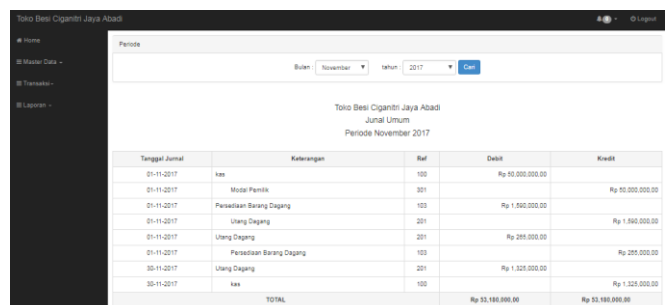 Toko Besi Ciganitri Jaya Abadi
Logout
Home
Master Data
Transaksi
Laporan
Periode
Bulan : November tahun : 2017 Cari
Toko Besi Ciganitri Jaya Abadi
Junal Umum
Periode November 2017
Tanggal Jurnal Keterangan Ref Debit Kredit
01-11-2017 kas 100 Rp 50,000,000,00
01-11-2017 Modal Pemilik 301 Rp 50,000,000,00
01-11-2017 Persediaan Barang Dagang 103 Rp 1,590,000,00
01-11-2017 Utang Dagang 201 Rp 1,590,000,00
01-11-2017 Utang Dagang 201 Rp 265,000,00
01-11-2017 Persediaan Barang Dagang 103 Rp 265,000,00
30-11-2017 Utang Dagang 201 Rp 1,325,000,00
30-11-2017 kas 100 Rp 1,325,000,00
TOTAL Rp 53,180,000,00 Rp 53,180,000,00